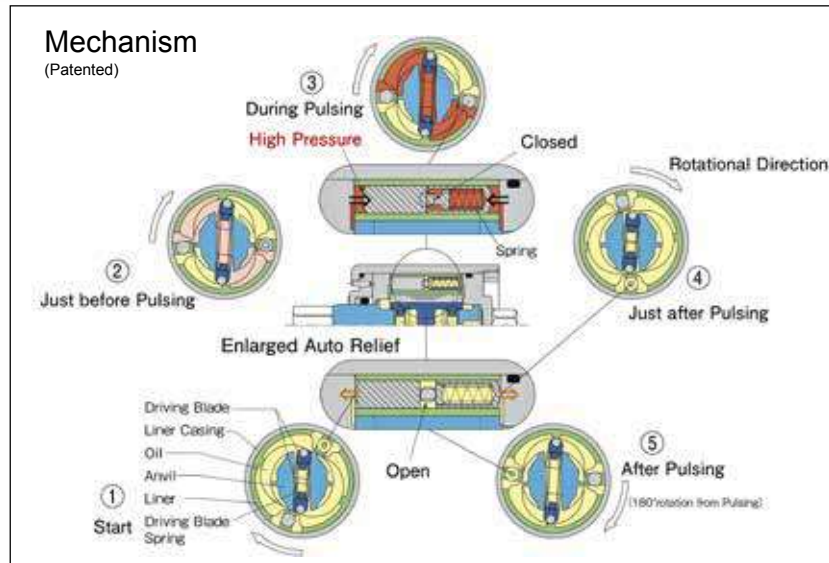 Mechanism
(Patented)
③
During Pulsing
High Pressure
Closed
Spring
Rotational Direction
②
Just before Pulsing
④
Just after Pulsing
Enlarged Auto Relief
Open
①
Start
Driving Blade
Liner Casing
Oil
Anvil
Liner
Driving Blade
Spring
⑤
After Pulsing
(180°rotation from Pulsing)